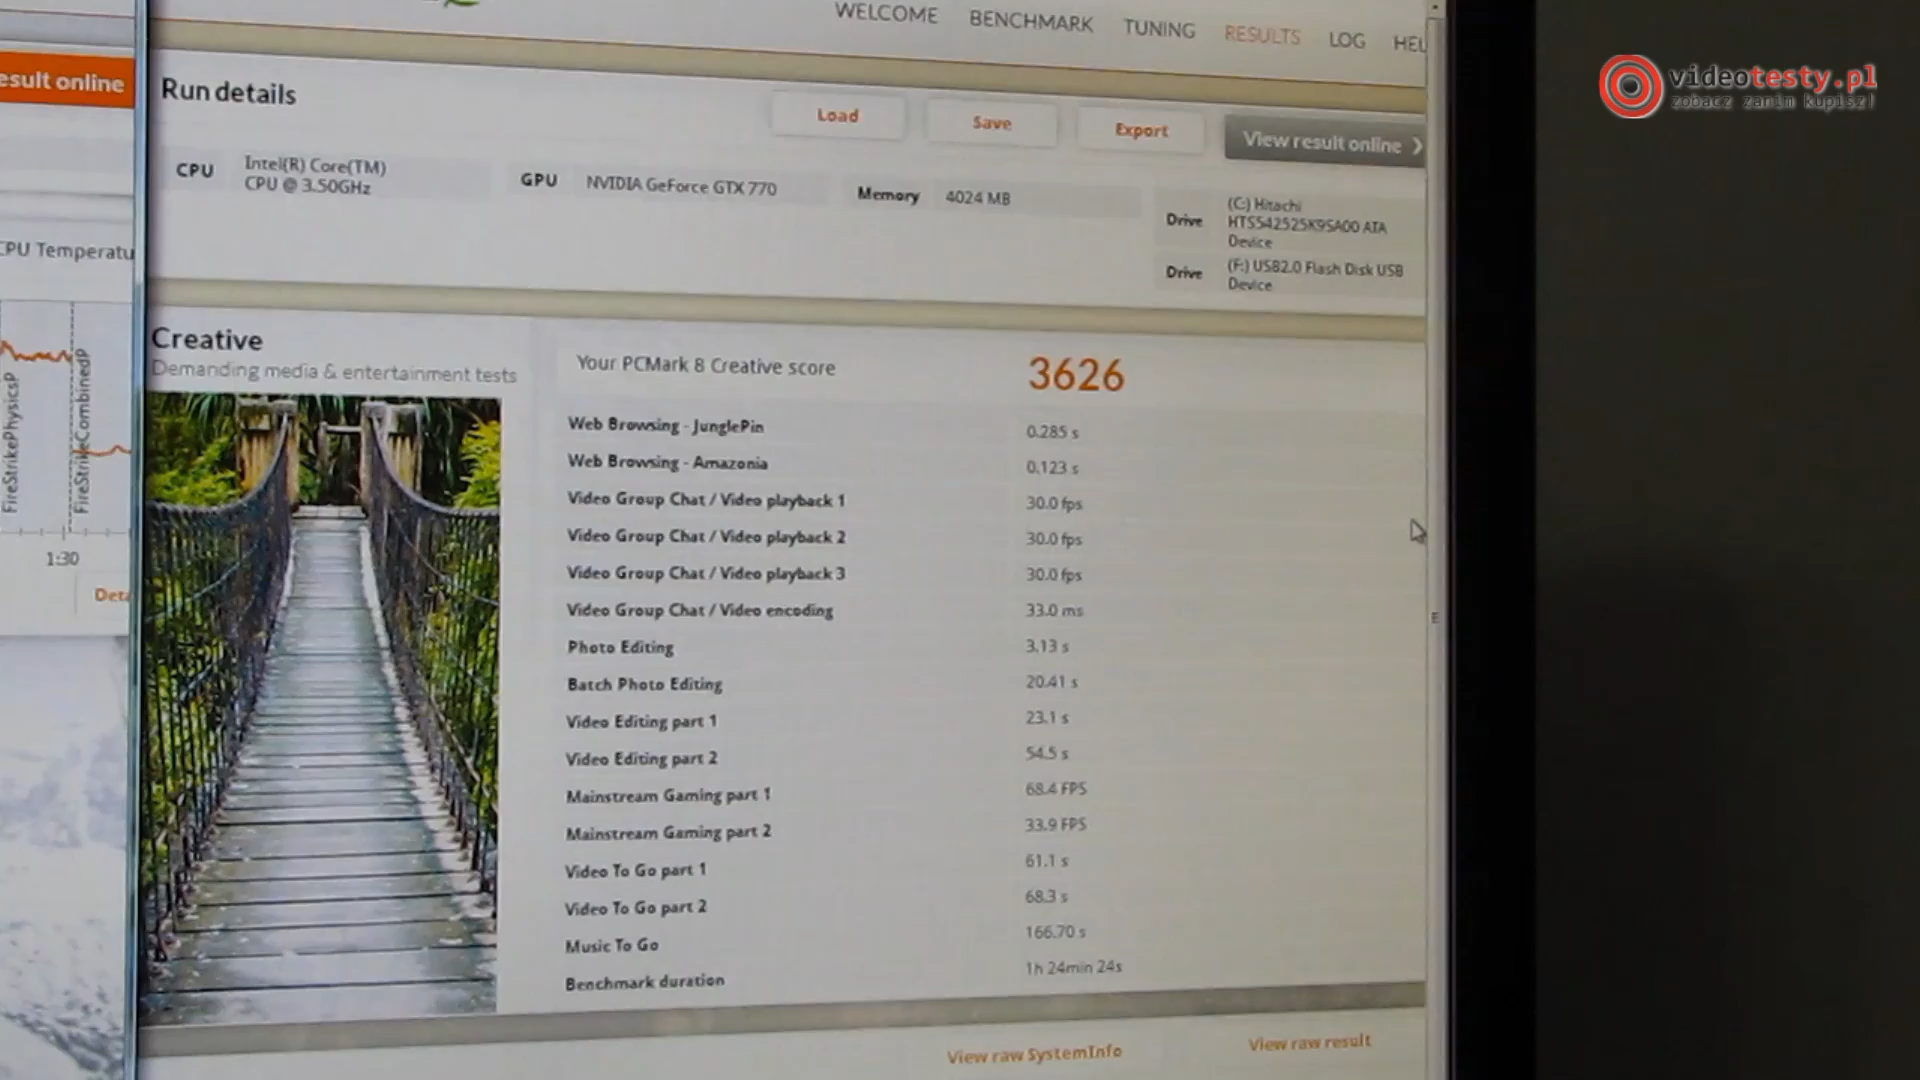 WELCOME BENCHMARK TUNING RESULTS LOG HEL
esult online
Run details
Load Save Export View result online
CPU Intel(R) Core(TM)
CPU @ 3.50GHz
GPU NVIDIA GeForce GTX 770
Memory 4024 MB
Drive (C:) Hitachi
HTS542525K9SA00 ATA
Device
Drive (F:) USB2.0 Flash Disk USB
Device
CPU Temperatu
FireStrikePhysicsP
FireStrikeCombinedP
1:30
Deta
Creative
Demanding media & entertainment tests
Your PCMark 8 Creative score 3626
Web Browsing - JunglePin 0.285 s
Web Browsing - Amazonia 0.123 s
Video Group Chat / Video playback 1 30.0 fps
Video Group Chat / Video playback 2 30.0 fps
Video Group Chat / Video playback 3 30.0 fps
Video Group Chat / Video encoding 33.0 ms
Photo Editing 3.13 s
Batch Photo Editing 20.41 s
Video Editing part 1 23.1 s
Video Editing part 2 54.5 s
Mainstream Gaming part 1 68.4 FPS
Mainstream Gaming part 2 33.9 FPS
Video To Go part 1 61.1 s
Video To Go part 2 68.3 s
Music To Go 166.70 s
Benchmark duration 1h 24min 24s
View raw SystemInfo View raw result
videotesty.pl
zobacz zanim kupisz!